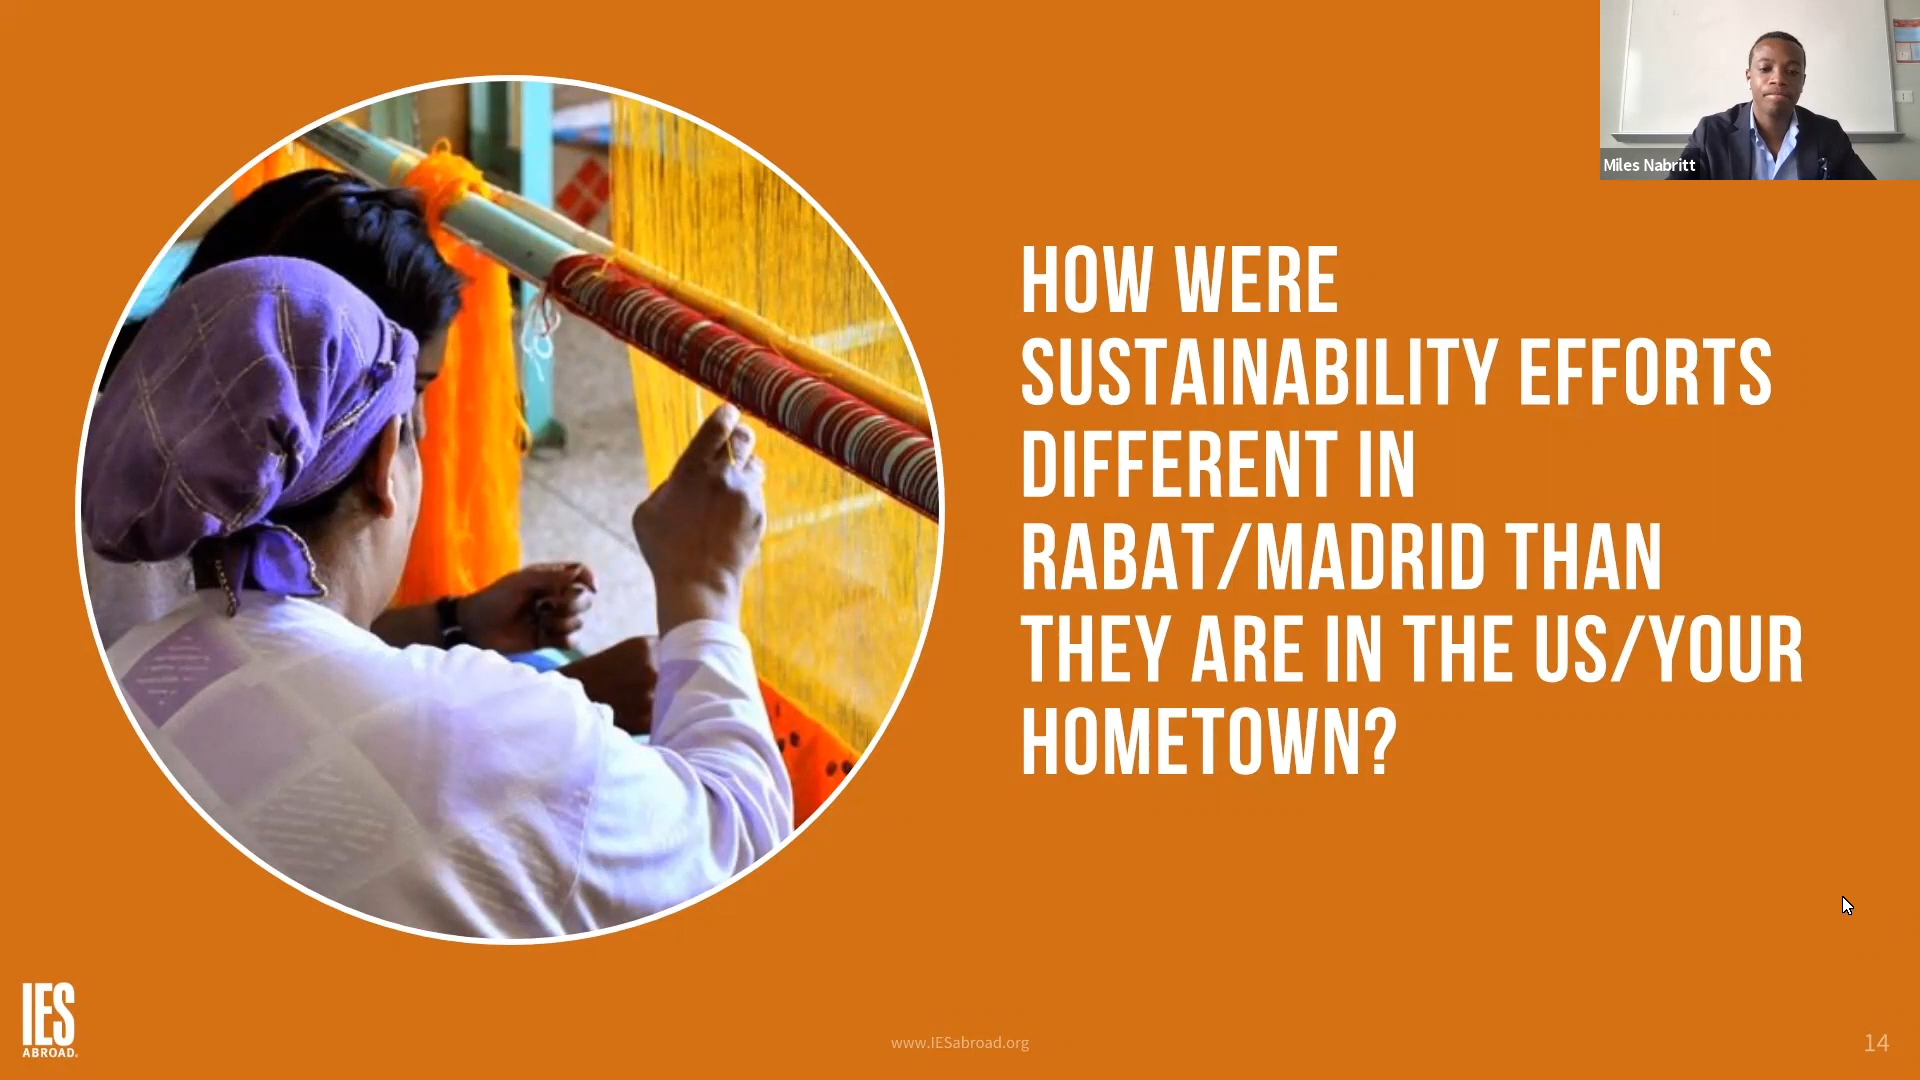 Miles Nabritt
HOW WERE
SUSTAINABILITY EFFORTS
DIFFERENT IN
RABAT/MADRID THAN
THEY ARE IN THE US/YOUR
HOMETOWN?
IES
ABROAD.
www.IESabroad.org
14